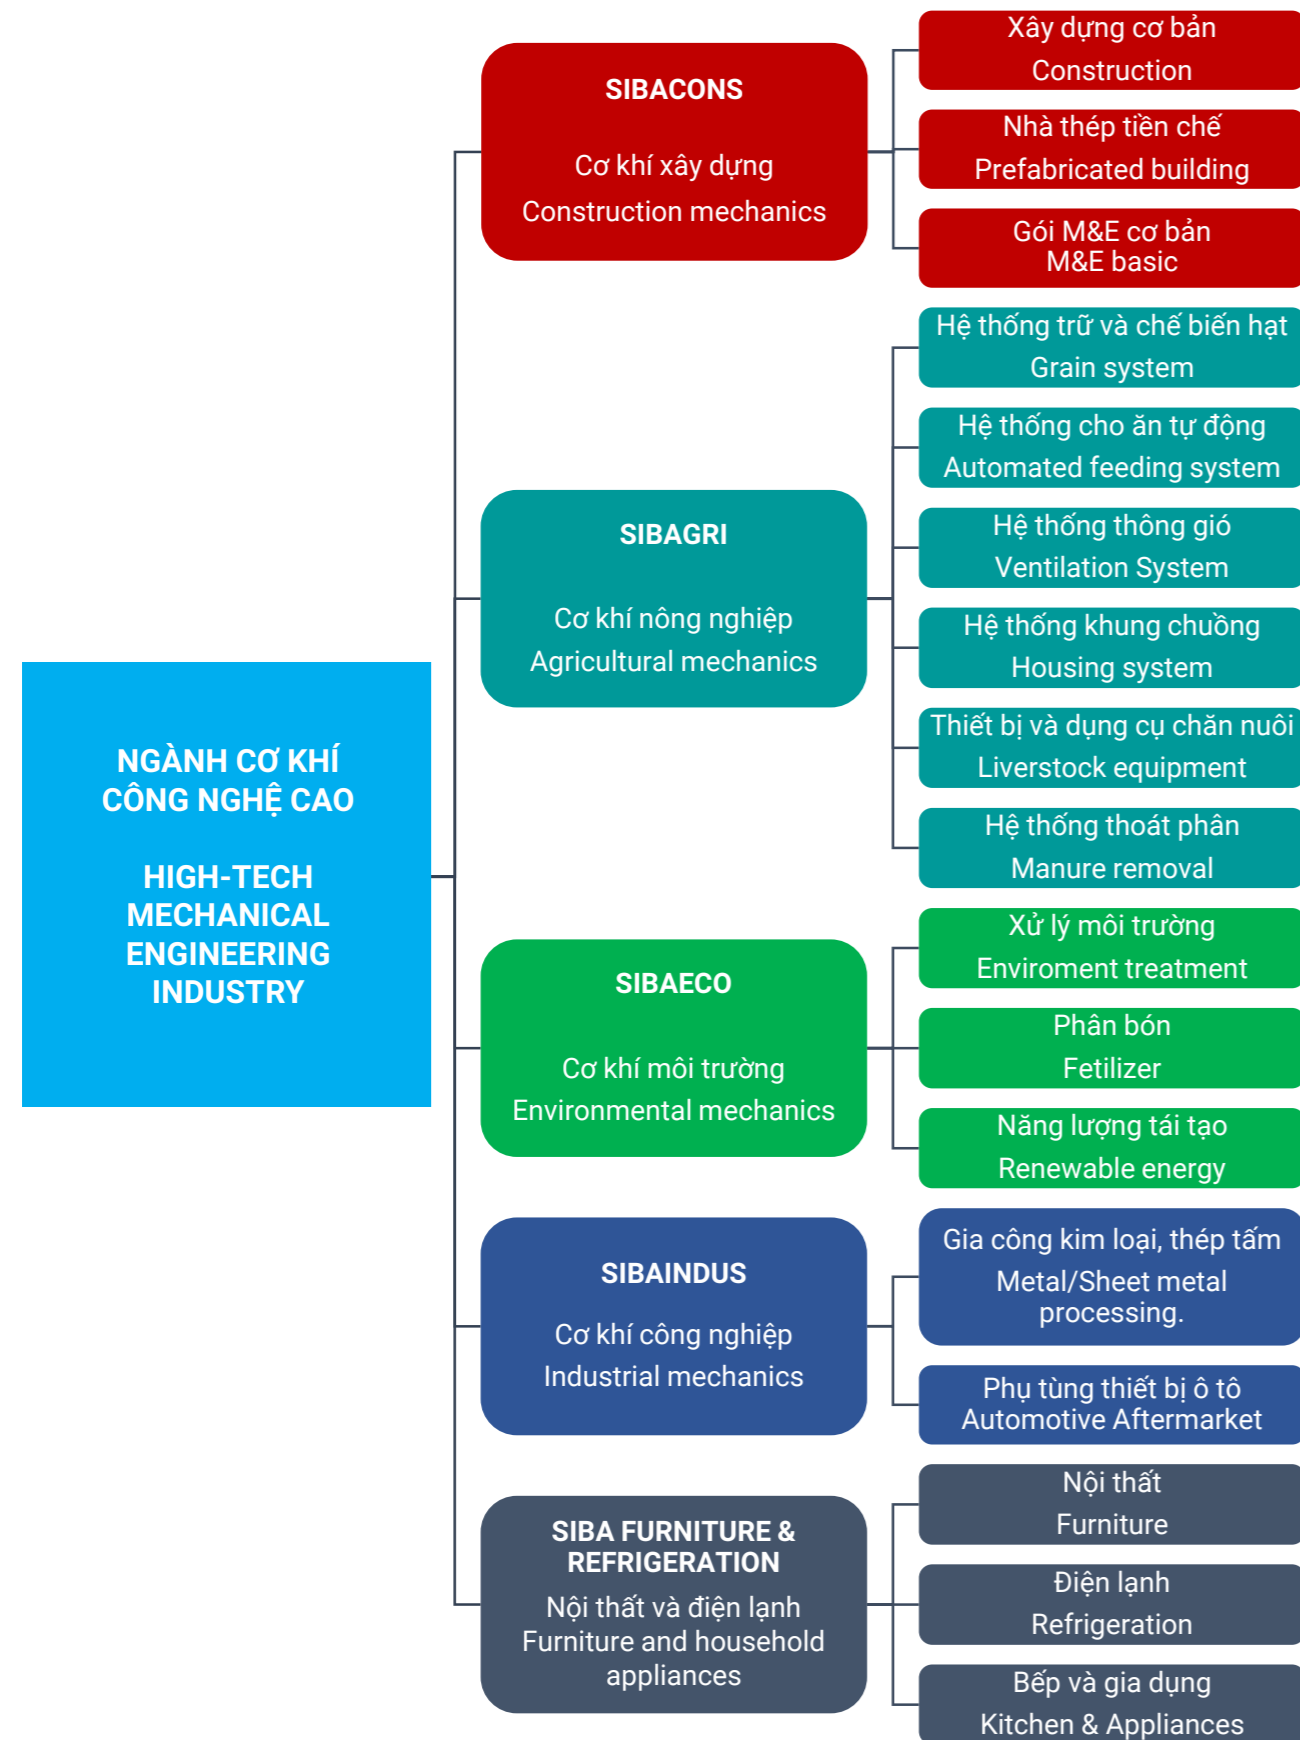 NGÀNH CƠ KHÍ
CÔNG NGHỆ CAO
HIGH-TECH
MECHANICAL
ENGINEERING
INDUSTRY
SIBACONS
Cơ khí xây dựng
Construction mechanics
Xây dựng cơ bản
Construction
Nhà thép tiền chế
Prefabricated building
Gói M&E cơ bản
M&E basic
SIBAGRI
Cơ khí nông nghiệp
Agricultural mechanics
Hệ thống trữ và chế biến hạt
Grain system
Hệ thống cho ăn tự động
Automated feeding system
Hệ thống thông gió
Ventilation System
Hệ thống khung chuồng
Housing system
Thiết bị và dụng cụ chăn nuôi
Liverstock equipment
Hệ thống thoát phân
Manure removal
SIBAECO
Cơ khí môi trường
Environmental mechanics
Xử lý môi trường
Enviroment treatment
Phân bón
Fetilizer
Năng lượng tái tạo
Renewable energy
SIBAINDUS
Cơ khí công nghiệp
Industrial mechanics
Gia công kim loại, thép tấm
Metal/Sheet metal
processing.
Phụ tùng thiết bị ô tô
Automotive Aftermarket
SIBA FURNITURE &
REFRIGERATION
Nội thất và điện lạnh
Furniture and household
appliances
Nội thất
Furniture
Điện lạnh
Refrigeration
Bếp và gia dụng
Kitchen & Appliances